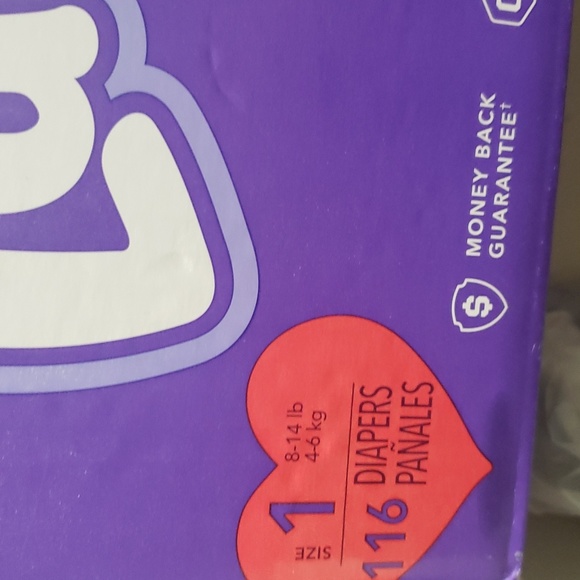 MONEY BACK
GUARANTEE†
$
SIZE
1
8-14 lb
4-6 kg
116
DIAPERS
PAÑALES